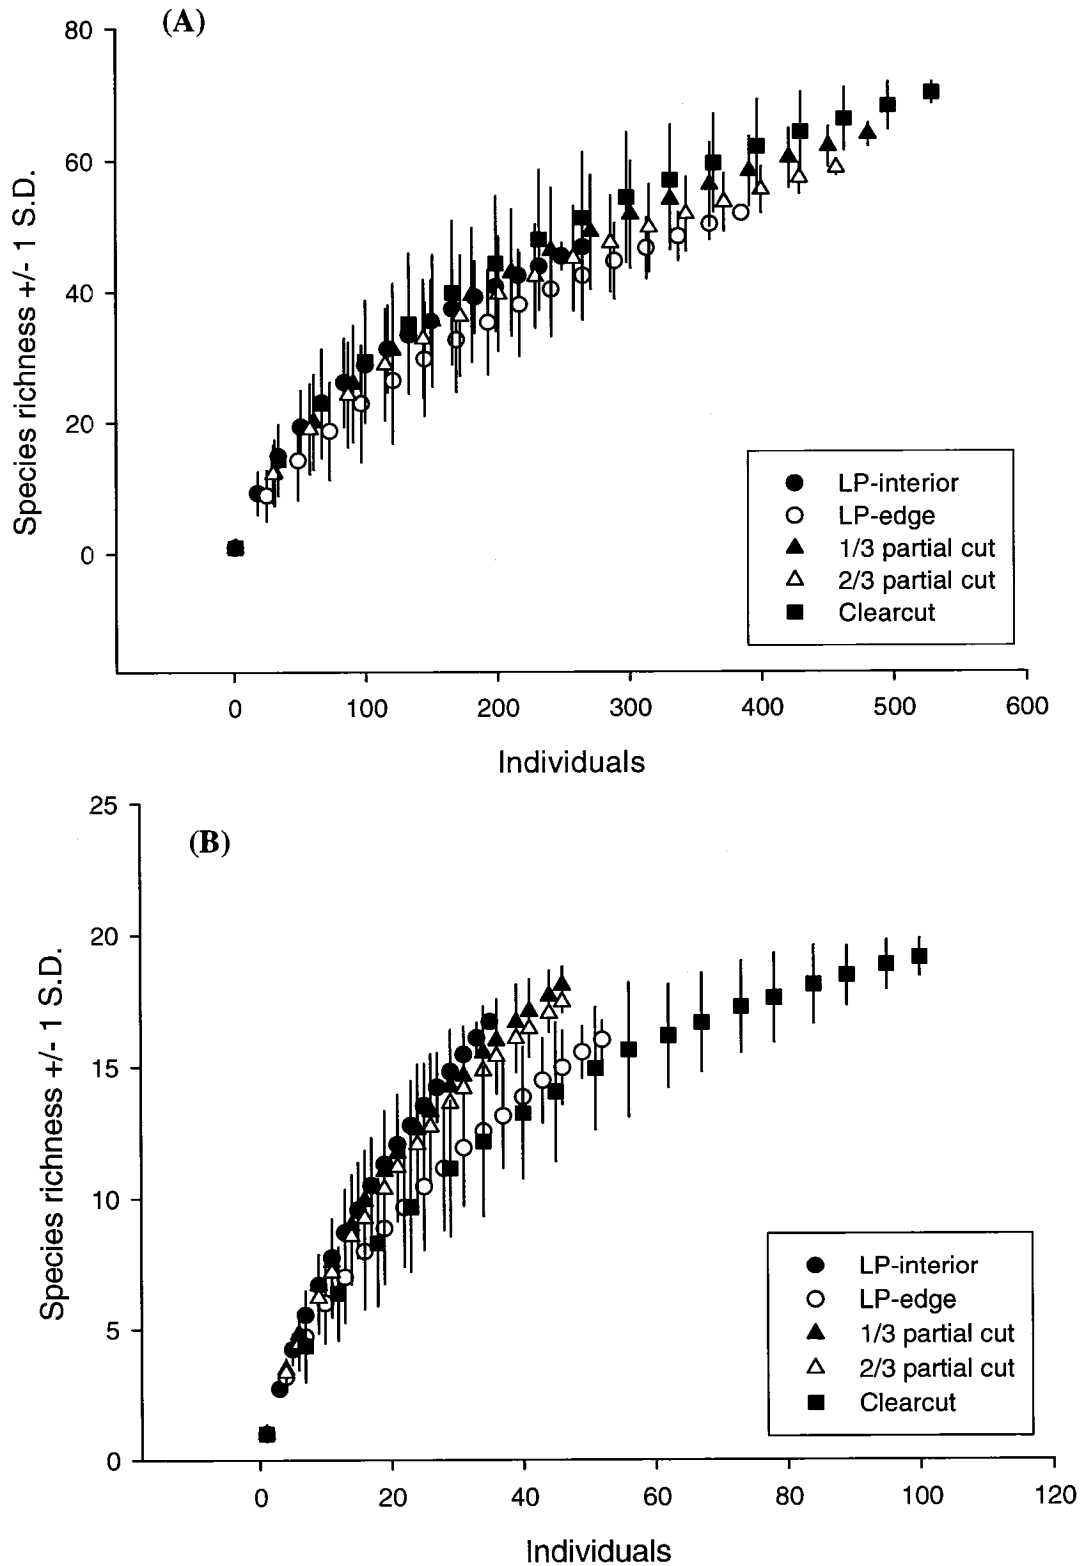 (A)
80
60
40
20
0
Species richness +/- 1 S.D.
LP-interior
LP-edge
1/3 partial cut
2/3 partial cut
Clearcut
0 100 200 300 400 500 600
Individuals
(B)
25
20
15
10
5
0
Species richness +/- 1 S.D.
LP-interior
LP-edge
1/3 partial cut
2/3 partial cut
Clearcut
0 20 40 60 80 100 120
Individuals